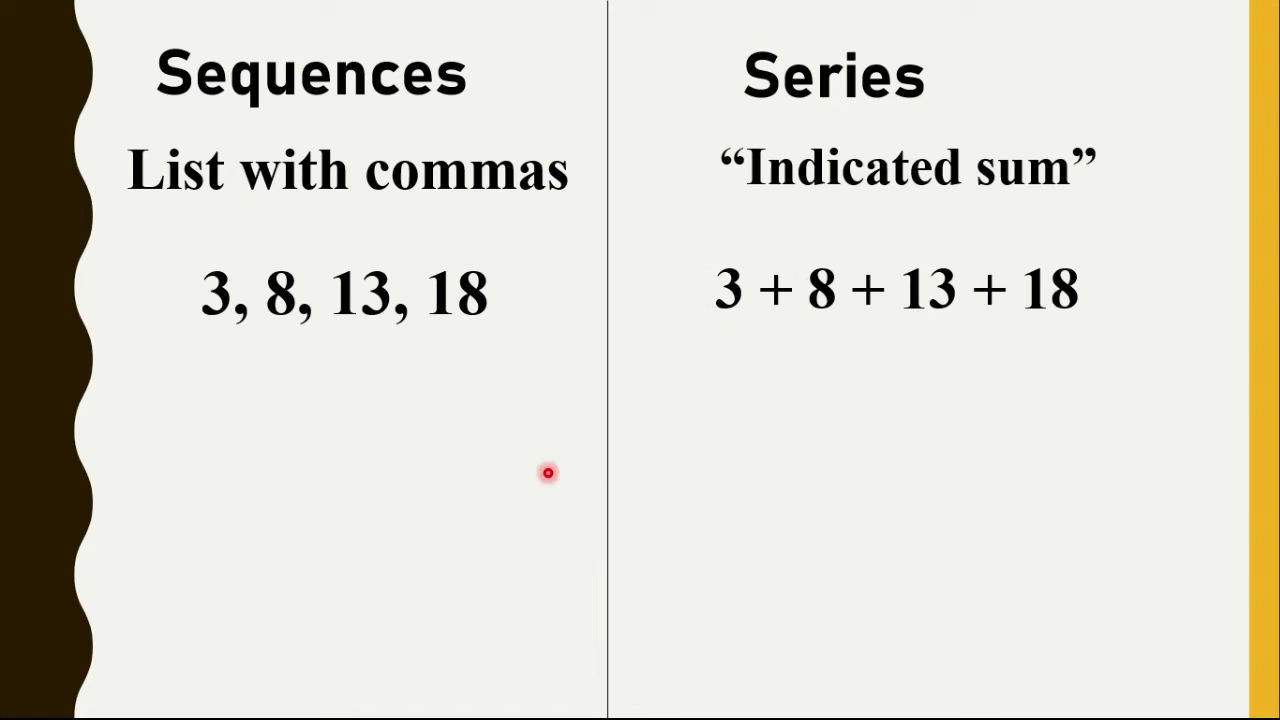 Sequences
List with commas
3, 8, 13, 18
Series
“Indicated sum”
3 + 8 + 13 + 18